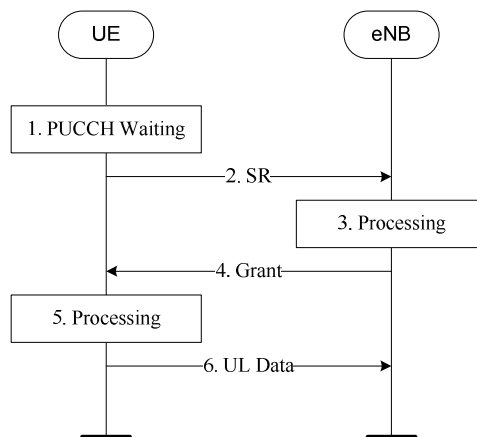 UE
eNB
1. PUCCH Waiting
2. SR
3. Processing
4. Grant
5. Processing
6. UL Data